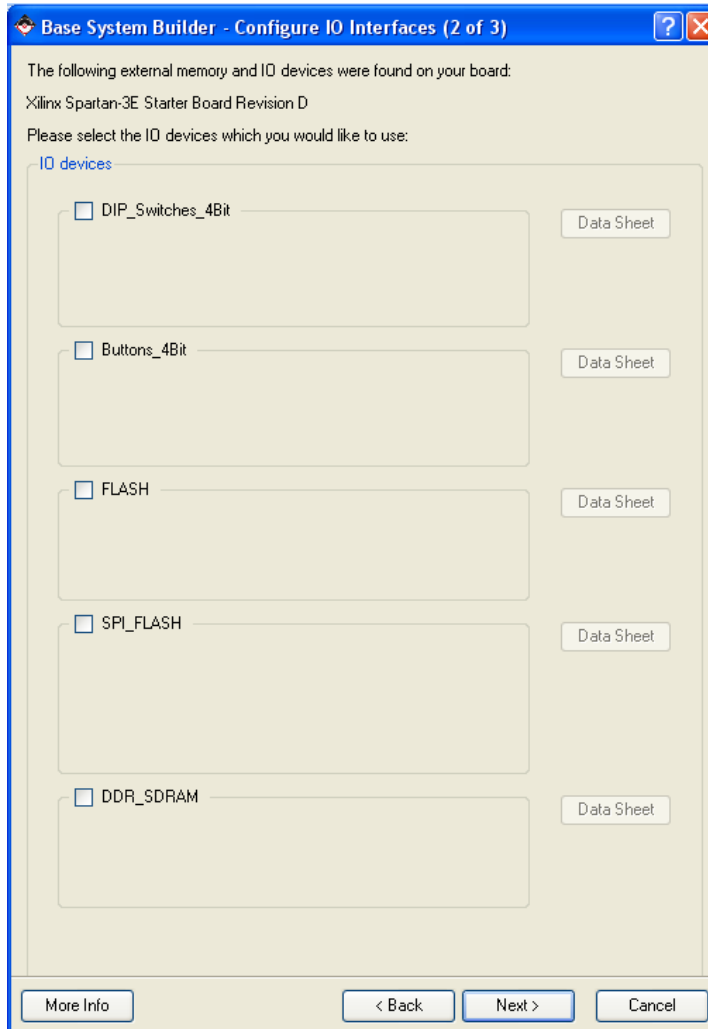 Base System Builder - Configure IO Interfaces (2 of 3)
The following external memory and IO devices were found on your board:
Xilinx Spartan-3E Starter Board Revision D
Please select the IO devices which you would like to use:
IO devices
DIP_Switches_4Bit
Data Sheet
Buttons_4Bit
Data Sheet
FLASH
Data Sheet
SPI_FLASH
Data Sheet
DDR_SDRAM
Data Sheet
More Info < Back Next > Cancel